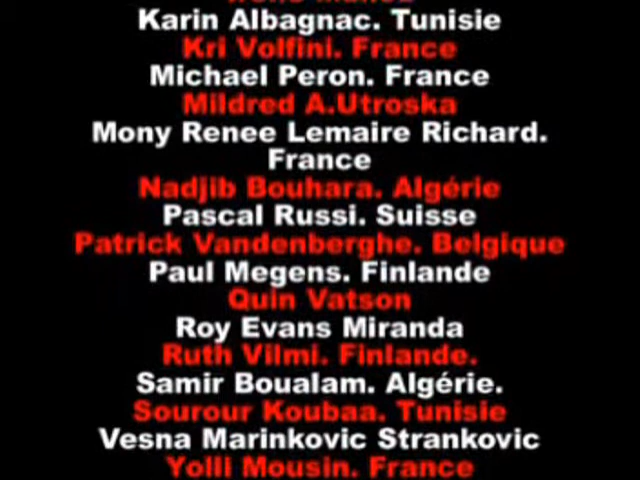 Karin Albagnac. Tunisie
Kri Volfini. France
Michael Peron. France
Mildred A.Utroska
Mony Renee Lemaire Richard.
France
Nadjib Bouhara. Algérie
Pascal Russi. Suisse
Patrick Vandenberghe. Belgique
Paul Megens. Finlande
Quin Vatson
Roy Evans Miranda
Ruth Vilmi. Finlande.
Samir Boualam. Algérie.
Sourour Koubaa. Tunisie
Vesna Marinkovic Strankovic
Yolli Mousin. France